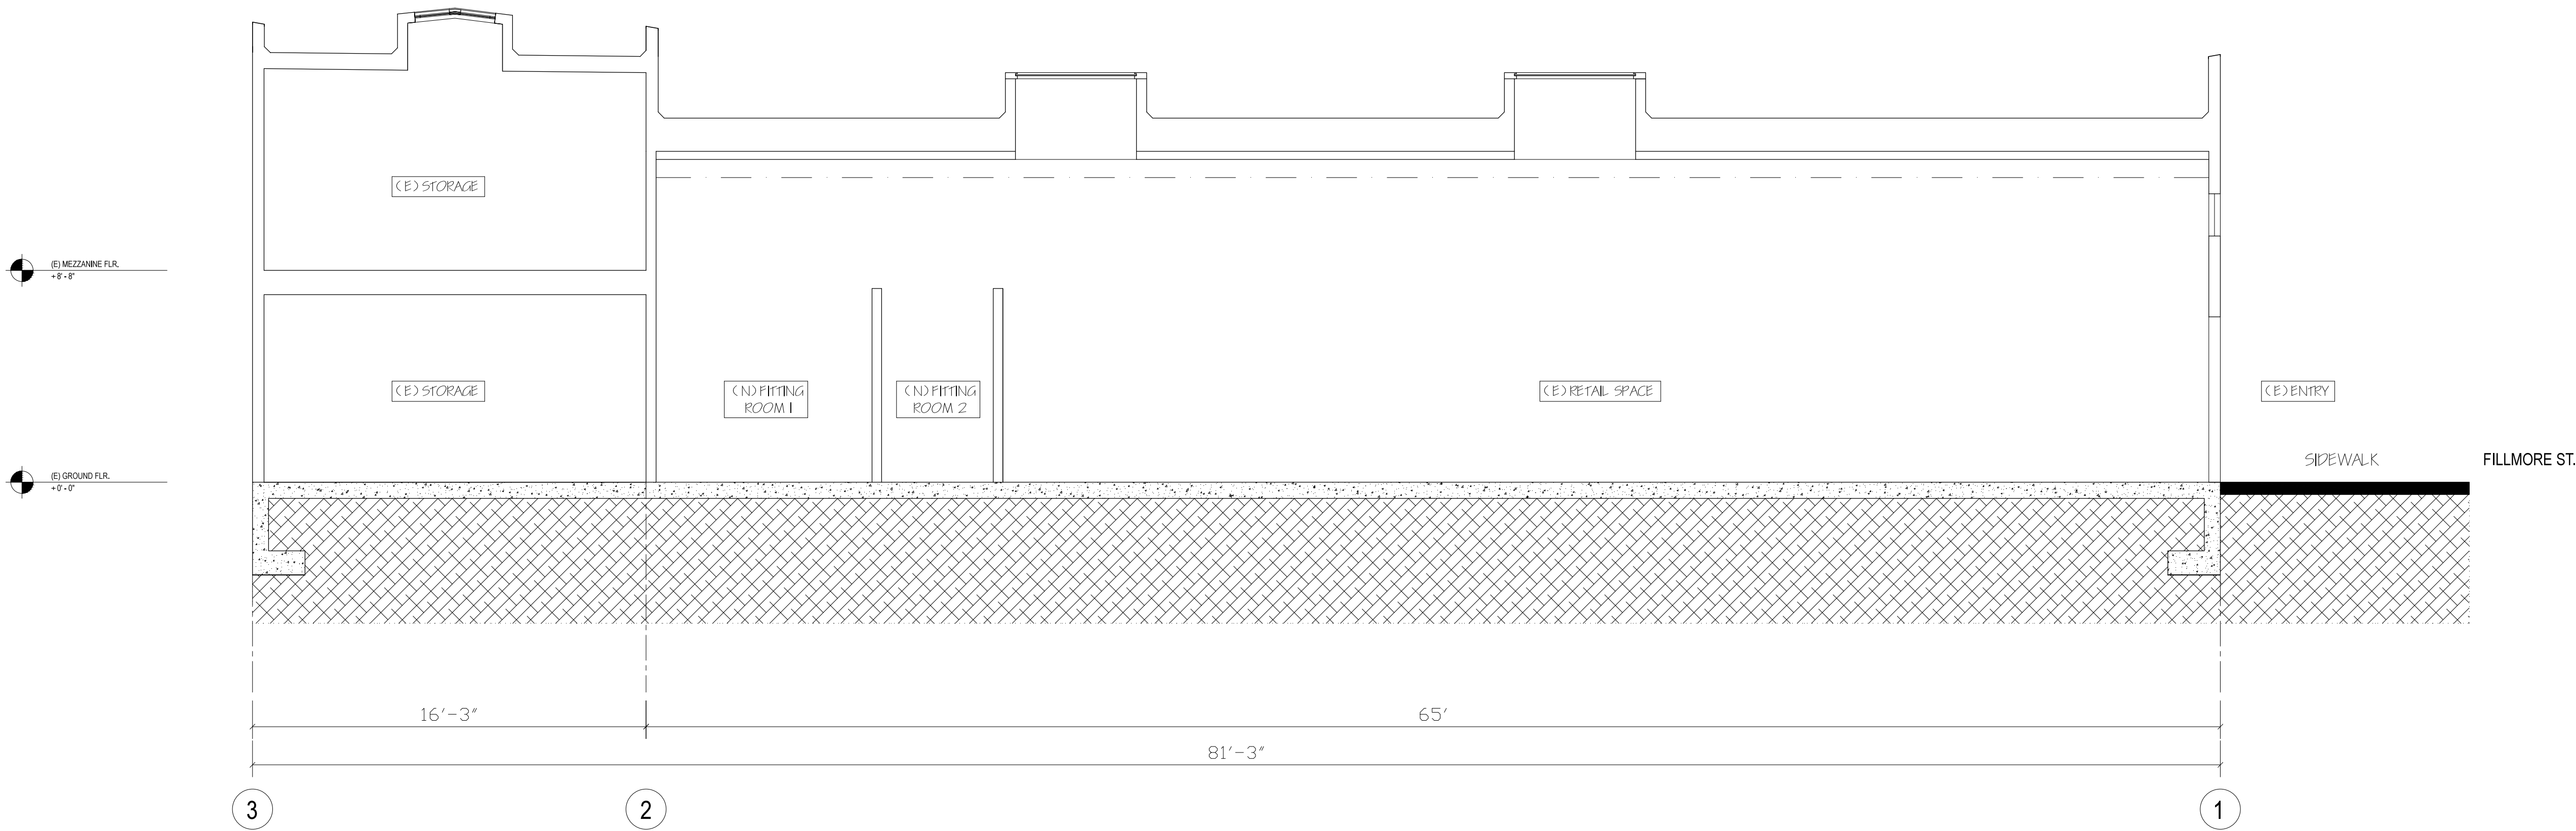 (E) STORAGE
(E) MEZZANINE FLR.
+ 8' - 8"
(E) STORAGE
(N) FITTING
ROOM 1
(N) FITTING
ROOM 2
(E) RETAIL SPACE
(E) ENTRY
SIDEWALK
FILLMORE ST.
(E) GROUND FLR.
+ 0' - 0"
16'-3"
65'
81'-3"
3
2
1